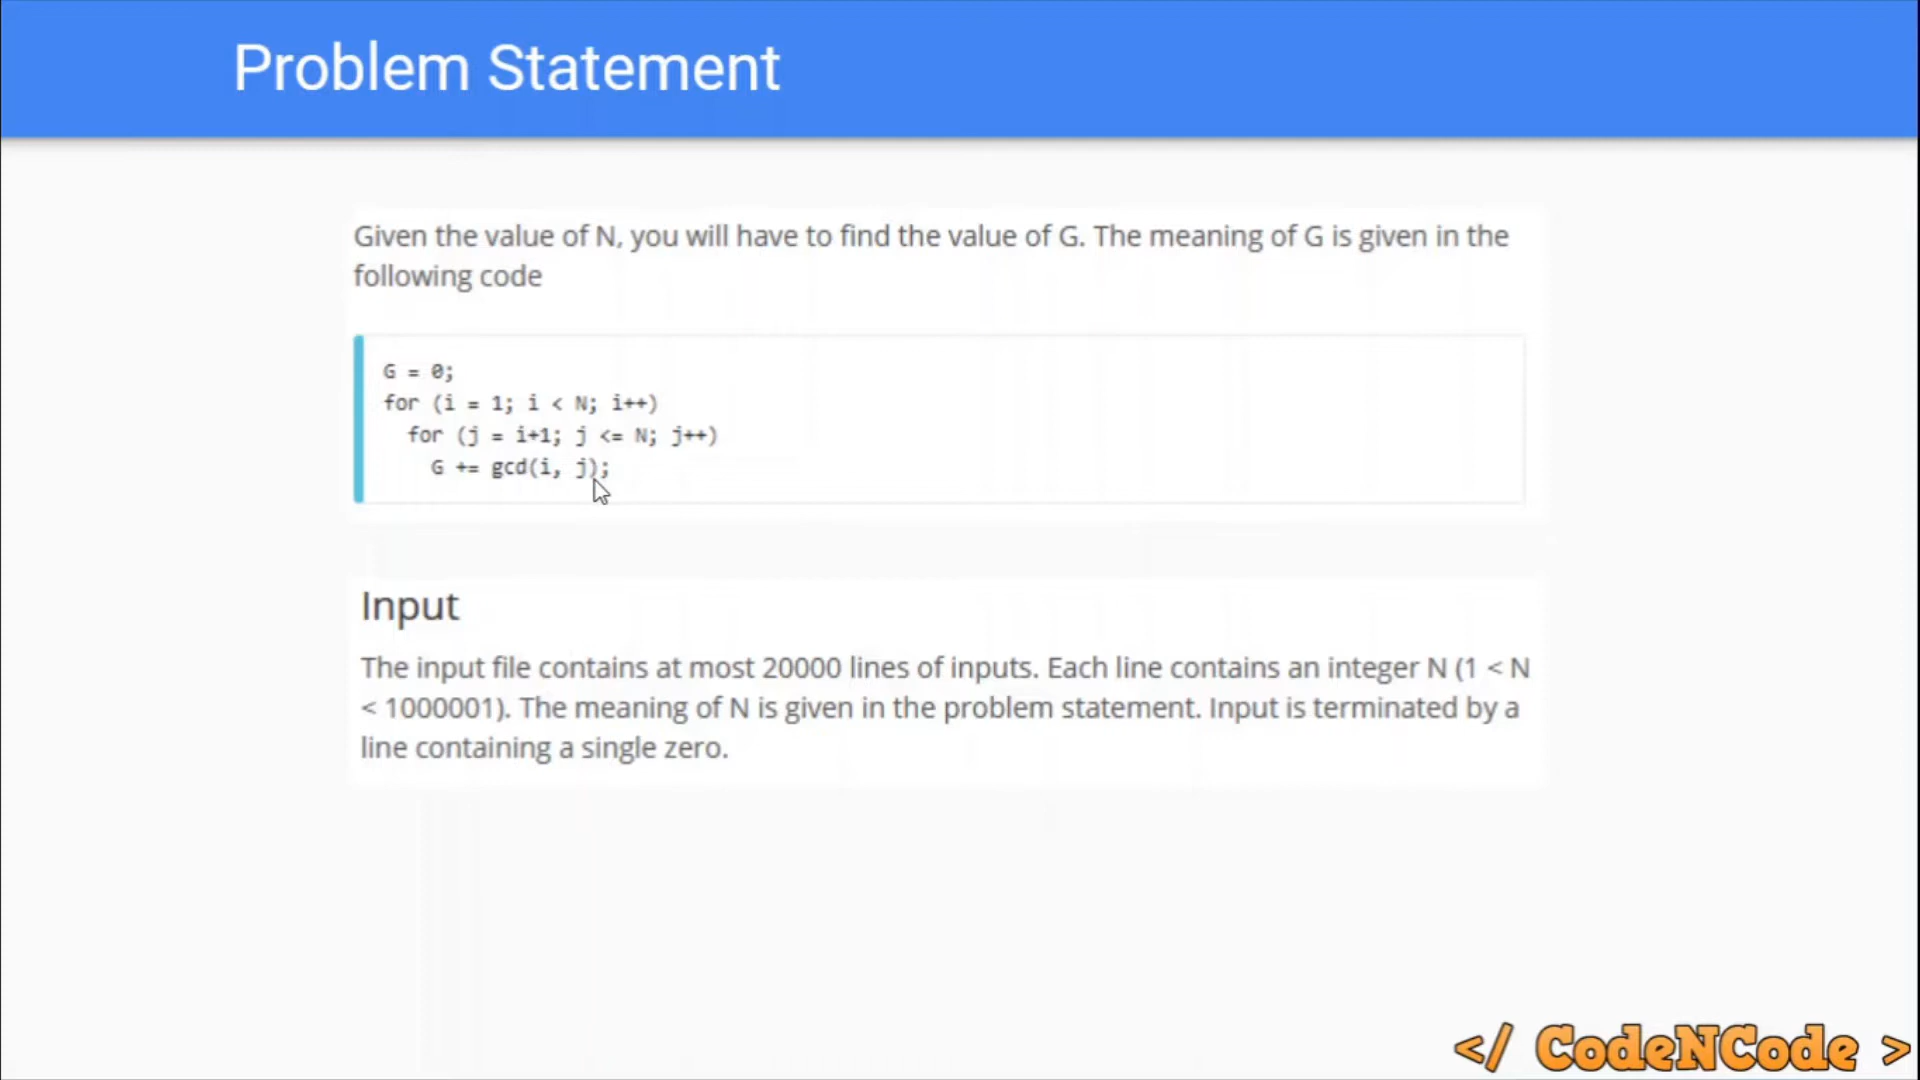 Problem Statement
Given the value of N, you will have to find the value of G. The meaning of G is given in the
following code
G = 0;
for (i = 1; i < N; i++)
for (j = i+1; j <= N; j++)
G += gcd(i, j);
Input
The input file contains at most 20000 lines of inputs. Each line contains an integer N (1 < N
< 1000001). The meaning of N is given in the problem statement. Input is terminated by a
line containing a single zero.
</ CodeNCode >